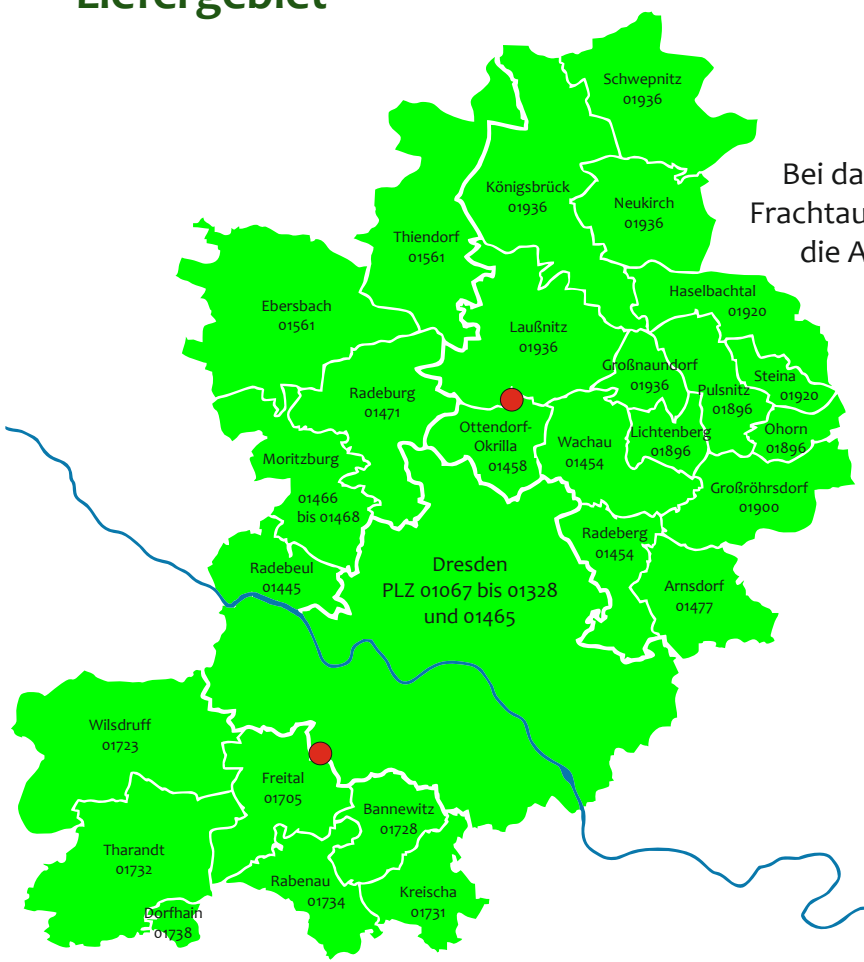 Liefergebiet
Schwepnitz
01936
Bei da
Frachtau
die A
Königsbrück
01936
Neukirch
01936
Thiendorf
01561
Ebersbach
01561
Haselbachtal
01920
Laußnitz
01936
Großnaundorf
01936
Pulsnitz
01896
Steina
01920
Radeburg
01471
Ottendorf-
Okrilla
01458
Wachau
01454
Lichtenberg
01896
Ohorn
01896
Moritzburg
01466
bis 01468
Großröhrsdorf
01900
Radeberg
01454
Radebeul
01445
Dresden
PLZ 01067 bis 01328
und 01465
Arnsdorf
01477
Wilsdruff
01723
Freital
01705
Bannewitz
01728
Tharandt
01732
Rabenau
01734
Kreischa
01731
Dorfhain
01738